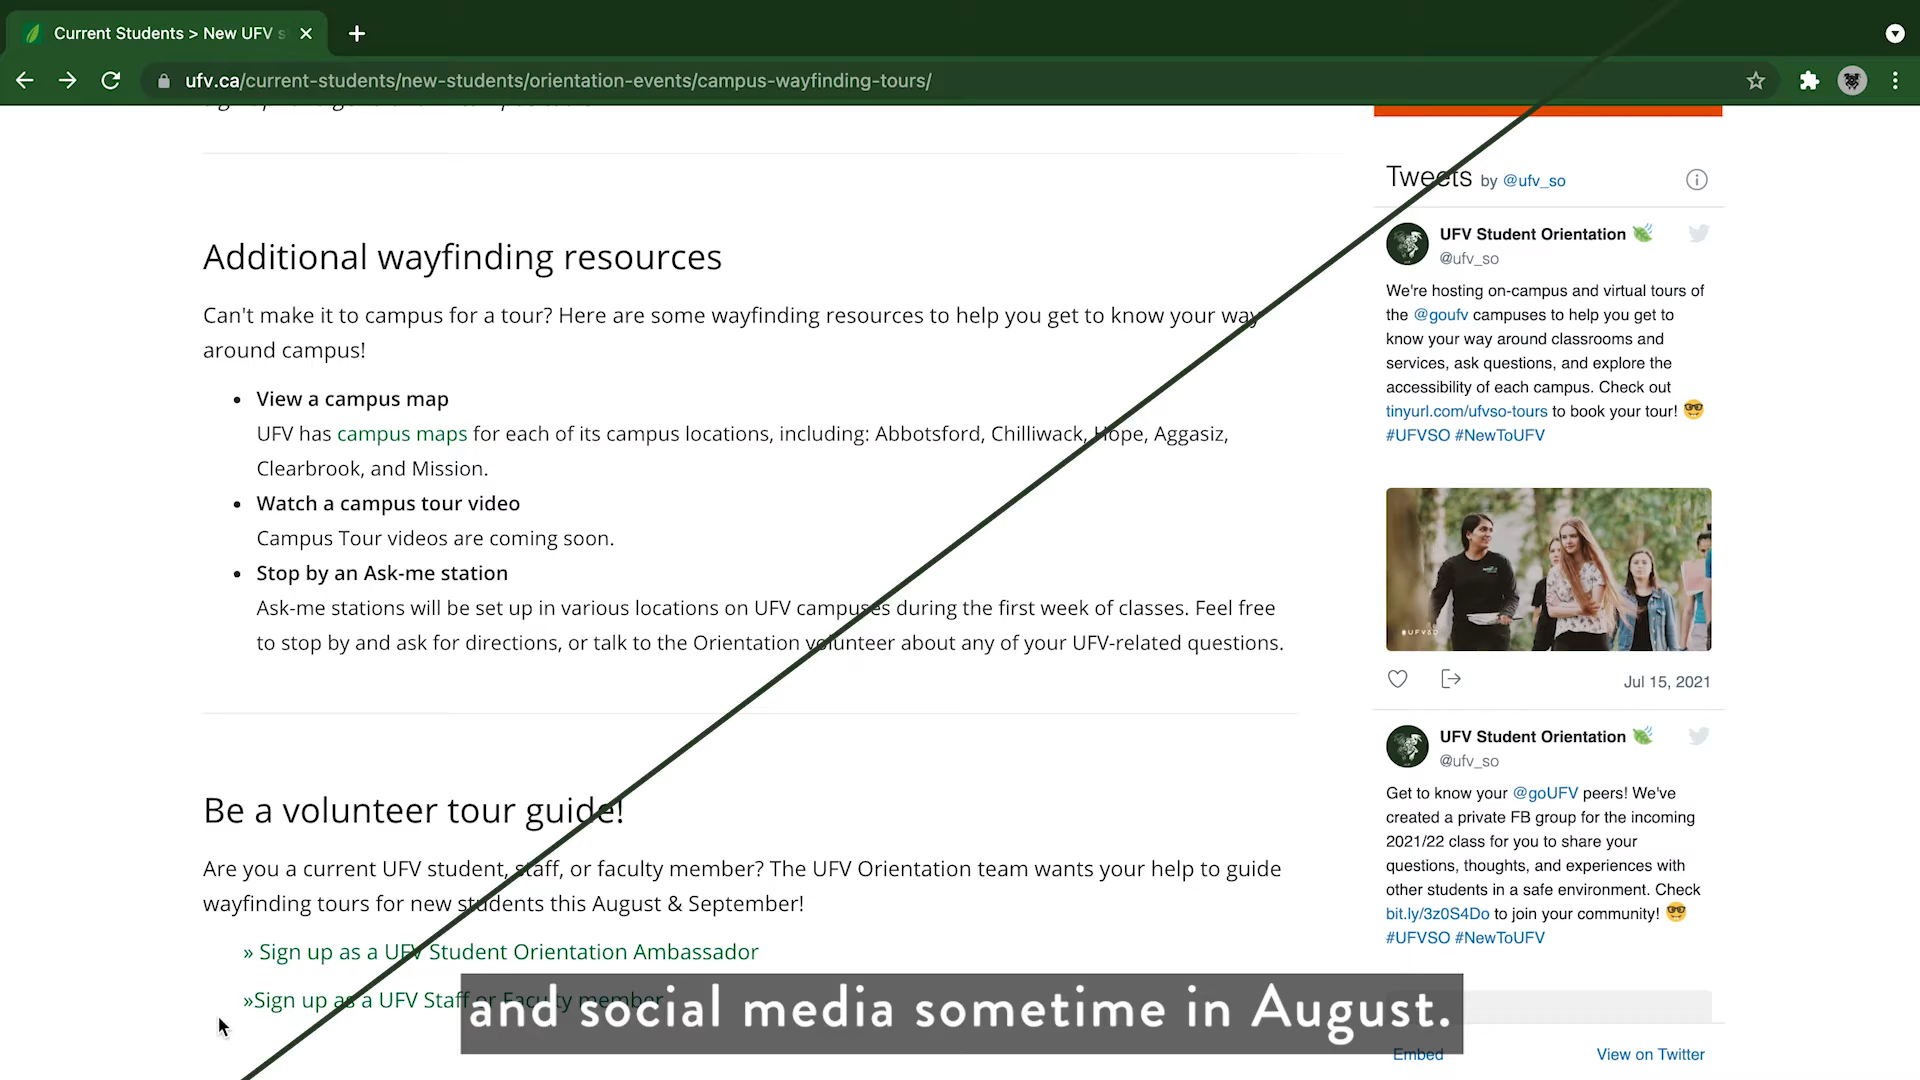 Current Students > New UFV s
ufv.ca/current-students/new-students/orientation-events/campus-wayfinding-tours/
Additional wayfinding resources
Can't make it to campus for a tour? Here are some wayfinding resources to help you get to know your way
around campus!
View a campus map
UFV has campus maps for each of its campus locations, including: Abbotsford, Chilliwack, Hope, Aggasiz,
Clearbrook, and Mission.
Watch a campus tour video
Campus Tour videos are coming soon.
Stop by an Ask-me station
Ask-me stations will be set up in various locations on UFV campuses during the first week of classes. Feel free
to stop by and ask for directions, or talk to the Orientation volunteer about any of your UFV-related questions.
Be a volunteer tour guide!
Are you a current UFV student, staff, or faculty member? The UFV Orientation team wants your help to guide
wayfinding tours for new students this August & September!
» Sign up as a UFV Student Orientation Ambassador
»Sign up as a UFV Staff or Faculty member
Tweets by @ufv_so
UFV Student Orientation
@ufv_so
We're hosting on-campus and virtual tours of
the @goufv campuses to help you get to
know your way around classrooms and
services, ask questions, and explore the
accessibility of each campus. Check out
tinyurl.com/ufvso-tours to book your tour! 🤓
#UFVSO #NewToUFV
#UFVSO
Jul 15, 2021
UFV Student Orientation
@ufv_so
Get to know your @goUFV peers! We've
created a private FB group for the incoming
2021/22 class for you to share your
questions, thoughts, and experiences with
other students in a safe environment. Check
bit.ly/3z0S4Do to join your community! 🤓
#UFVSO #NewToUFV
Embed
View on Twitter
and social media sometime in August.